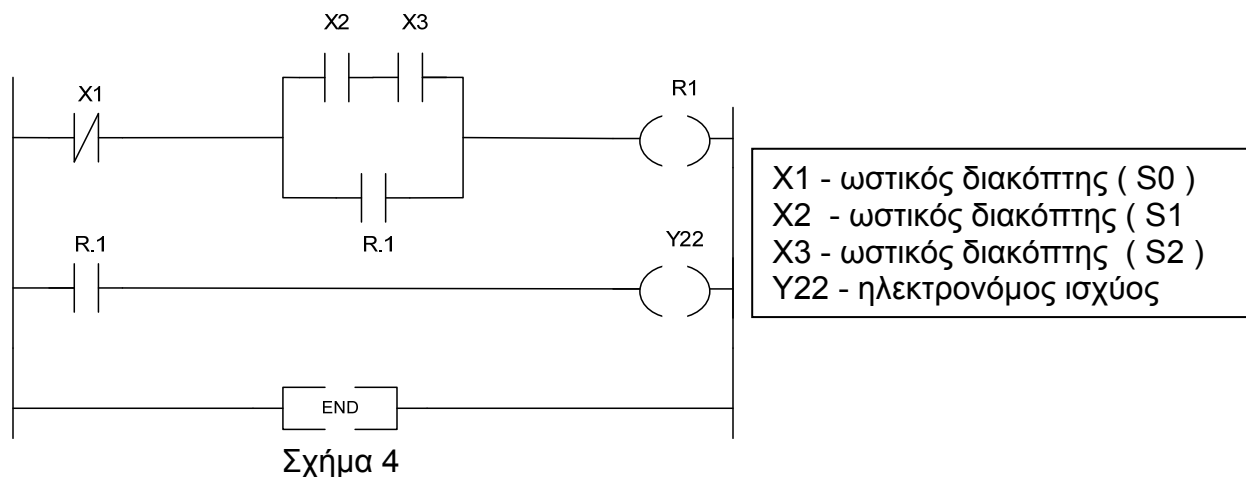 X2 X3
X1
R1
R.1
R.1
Y22
END
Σχήμα 4
X1 - ωστικός διακόπτης ( S0 )
X2 - ωστικός διακόπτης ( S1
X3 - ωστικός διακόπτης ( S2 )
Y22 - ηλεκτρονόμος ισχύος